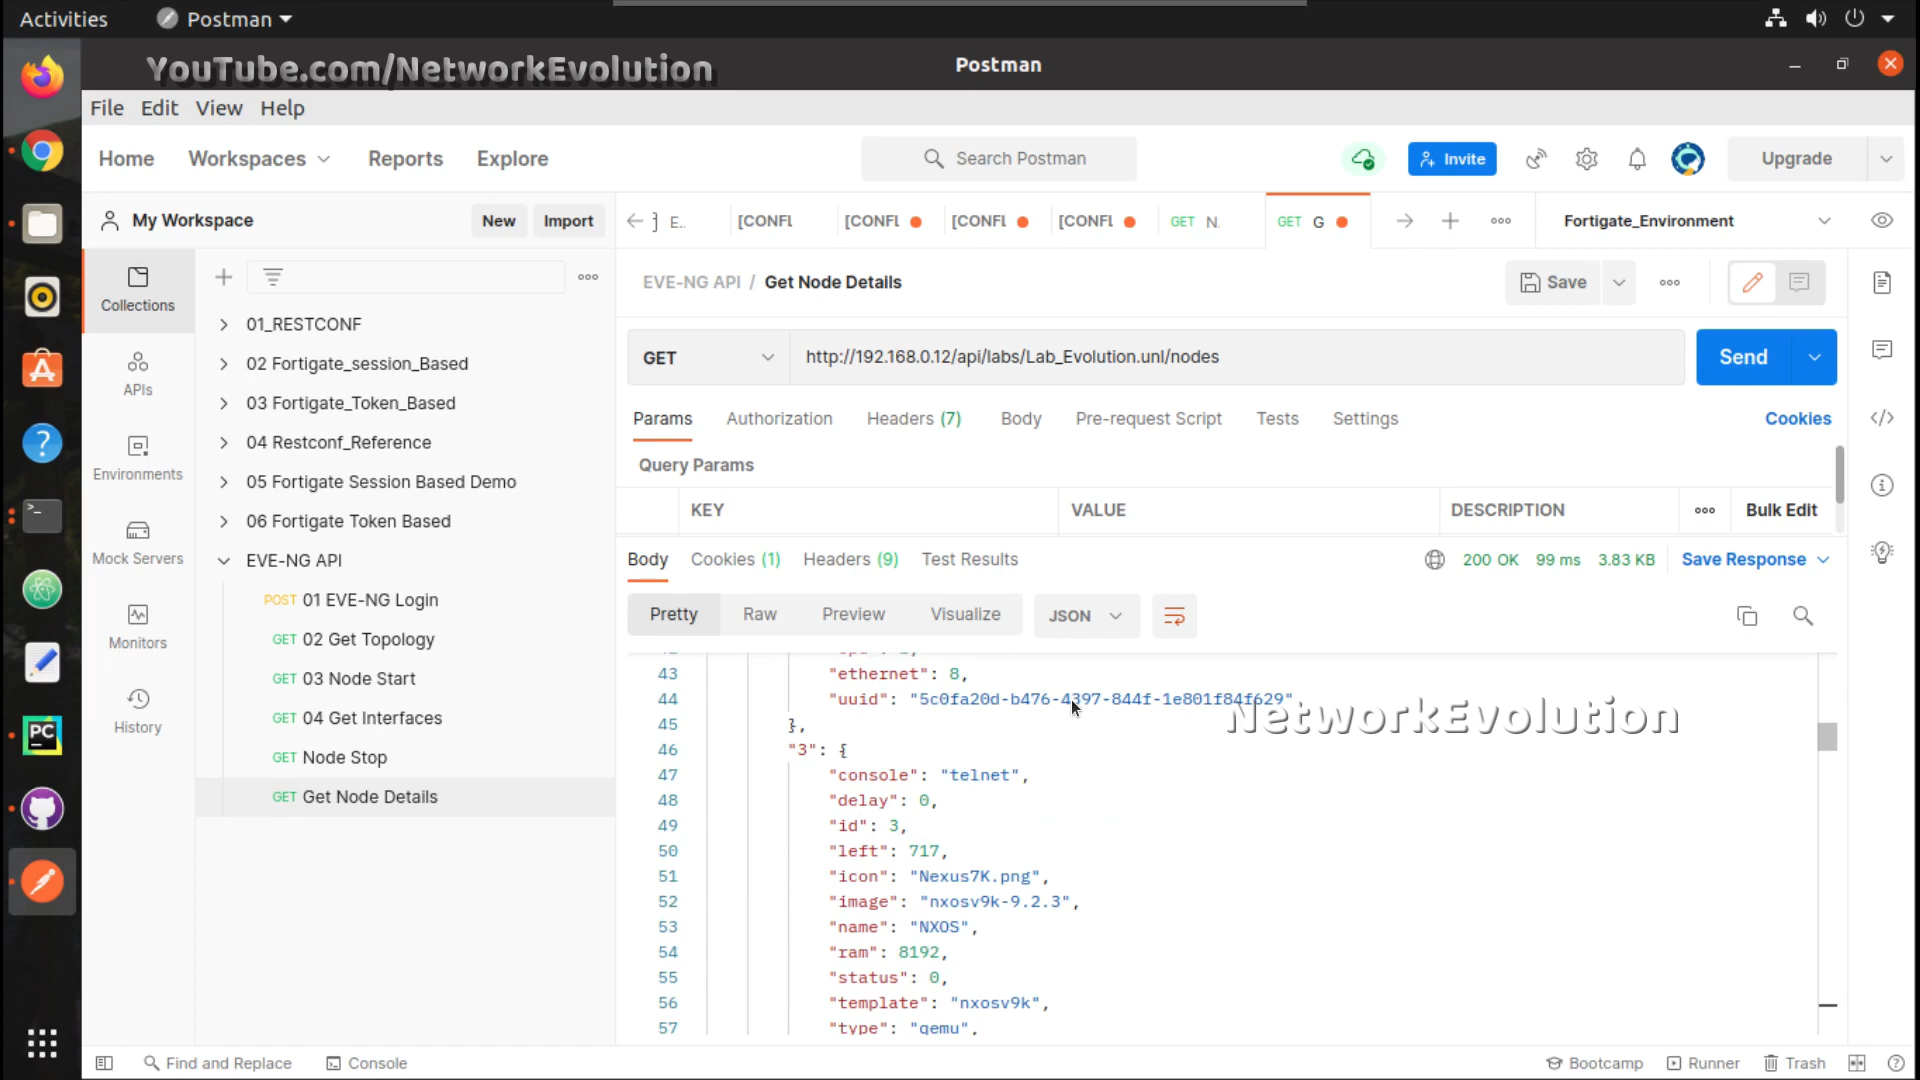 Activities
Postman
YouTube.com/NetworkEvolution
Postman
File Edit View Help
Home Workspaces Reports Explore
Search Postman
Invite
Upgrade
My Workspace
New
Import
E..
[CONFL
[CONFL
[CONFL
[CONFL
GET N.
GET G
Fortigate_Environment
Collections
APIs
Environments
Mock Servers
Monitors
History
01_RESTCONF
02 Fortigate_session_Based
03 Fortigate_Token_Based
04 Restconf_Reference
05 Fortigate Session Based Demo
06 Fortigate Token Based
EVE-NG API
POST 01 EVE-NG Login
GET 02 Get Topology
GET 03 Node Start
GET 04 Get Interfaces
GET Node Stop
GET Get Node Details
EVE-NG API / Get Node Details
Save
GET
http://192.168.0.12/api/labs/Lab_Evolution.unl/nodes
Send
Params Authorization Headers (7) Body Pre-request Script Tests Settings
Cookies
Query Params
KEY VALUE DESCRIPTION
Bulk Edit
Body Cookies (1) Headers (9) Test Results
200 OK 99 ms 3.83 KB Save Response
Pretty Raw Preview Visualize
JSON
43 "ethernet": 8,
44 "uuid": "5c0fa20d-b476-4397-844f-1e801f84f629"
45 },
46 "3": {
47 "console": "telnet",
48 "delay": 0,
49 "id": 3,
50 "left": 717,
51 "icon": "Nexus7K.png",
52 "image": "nxosv9k-9.2.3",
53 "name": "NXOS",
54 "ram": 8192,
55 "status": 0,
56 "template": "nxosv9k",
57 "type": "qemu",
NetworkEvolution
Find and Replace
Console
Bootcamp
Runner
Trash